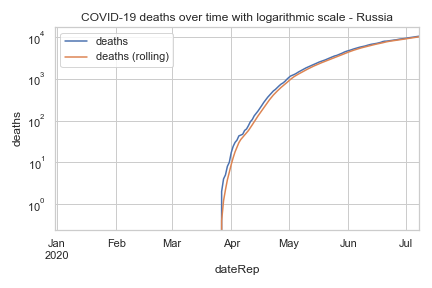 COVID-19 deaths over time with logarithmic scale - Russia
deaths
deaths (rolling)
10⁴
10³
10²
10¹
10⁰
deaths
Jan Feb Mar Apr May Jun Jul
2020
dateRep